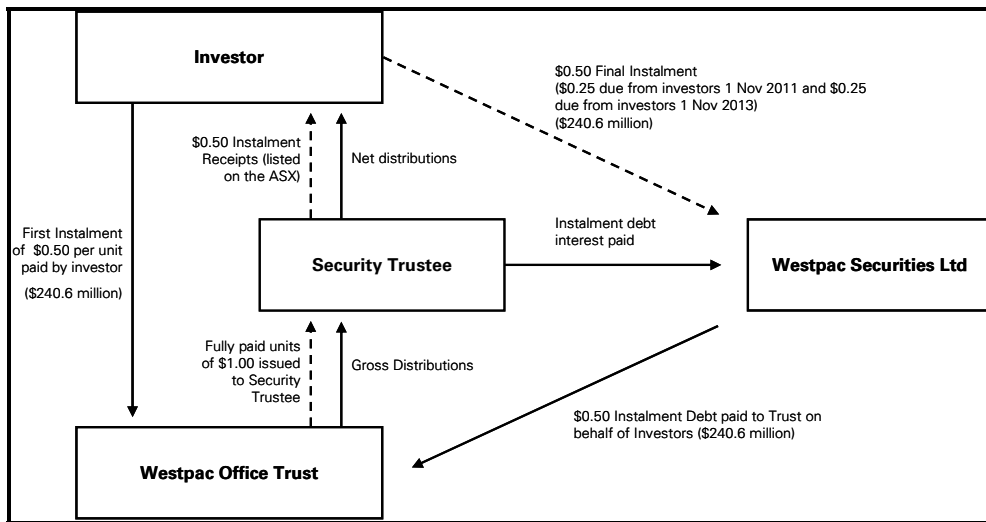 Investor
$0.50 Final Instalment
($0.25 due from investors 1 Nov 2011 and $0.25
due from investors 1 Nov 2013)
($240.6 million)
$0.50 Instalment
Receipts (listed
on the ASX)
Net distributions
First Instalment
of $0.50 per unit
paid by investor
($240.6 million)
Security Trustee
Instalment debt
interest paid
Westpac Securities Ltd
Fully paid units
of $1.00 issued
to Security
Trustee
Gross Distributions
$0.50 Instalment Debt paid to Trust on
behalf of Investors ($240.6 million)
Westpac Office Trust